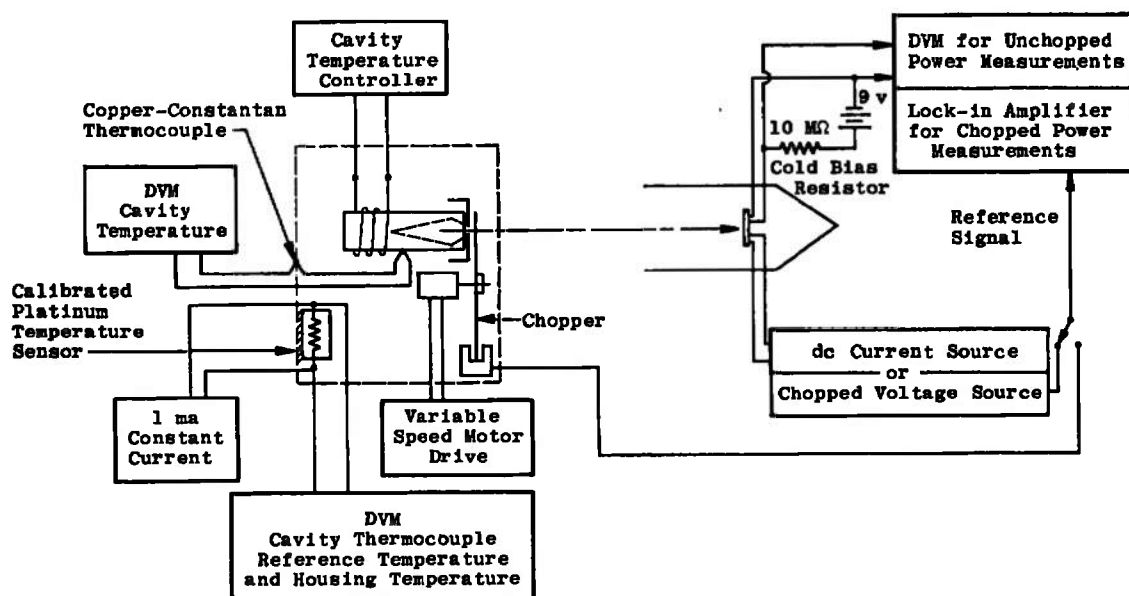 Cavity
Temperature
Controller
Copper-Constantan
Thermocouple
DVM
Cavity
Temperature
Calibrated
Platinum
Temperature
Sensor
1 ma
Constant
Current
Chopper
Variable
Speed Motor
Drive
DVM
Cavity Thermocouple
Reference Temperature
and Housing Temperature
DVM for Unchopped
Power Measurements
Lock-in Amplifier
for Chopped Power
Measurements
9 v
10 MΩ
Cold Bias
Resistor
Reference
Signal
dc Current Source
or
Chopped Voltage Source